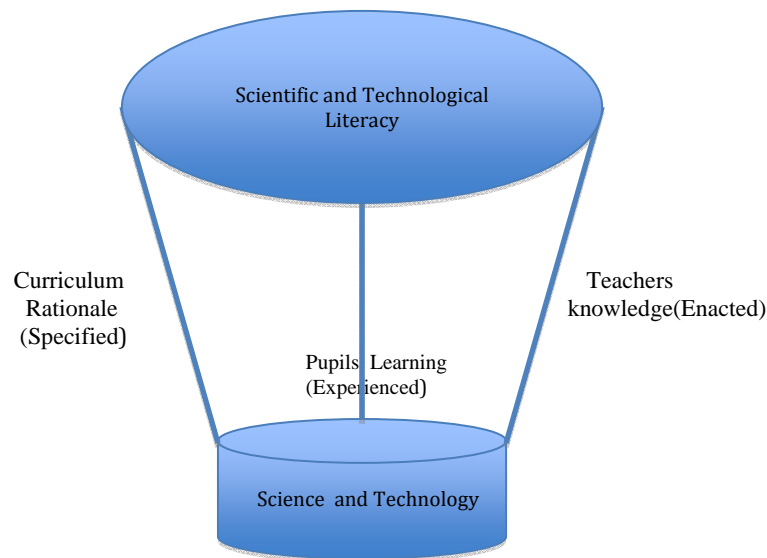 Scientific and Technological
Literacy
Curriculum
Rationale
(Specified)
Teachers
knowledge(Enacted)
Pupils Learning
(Experienced)
Science and Technology